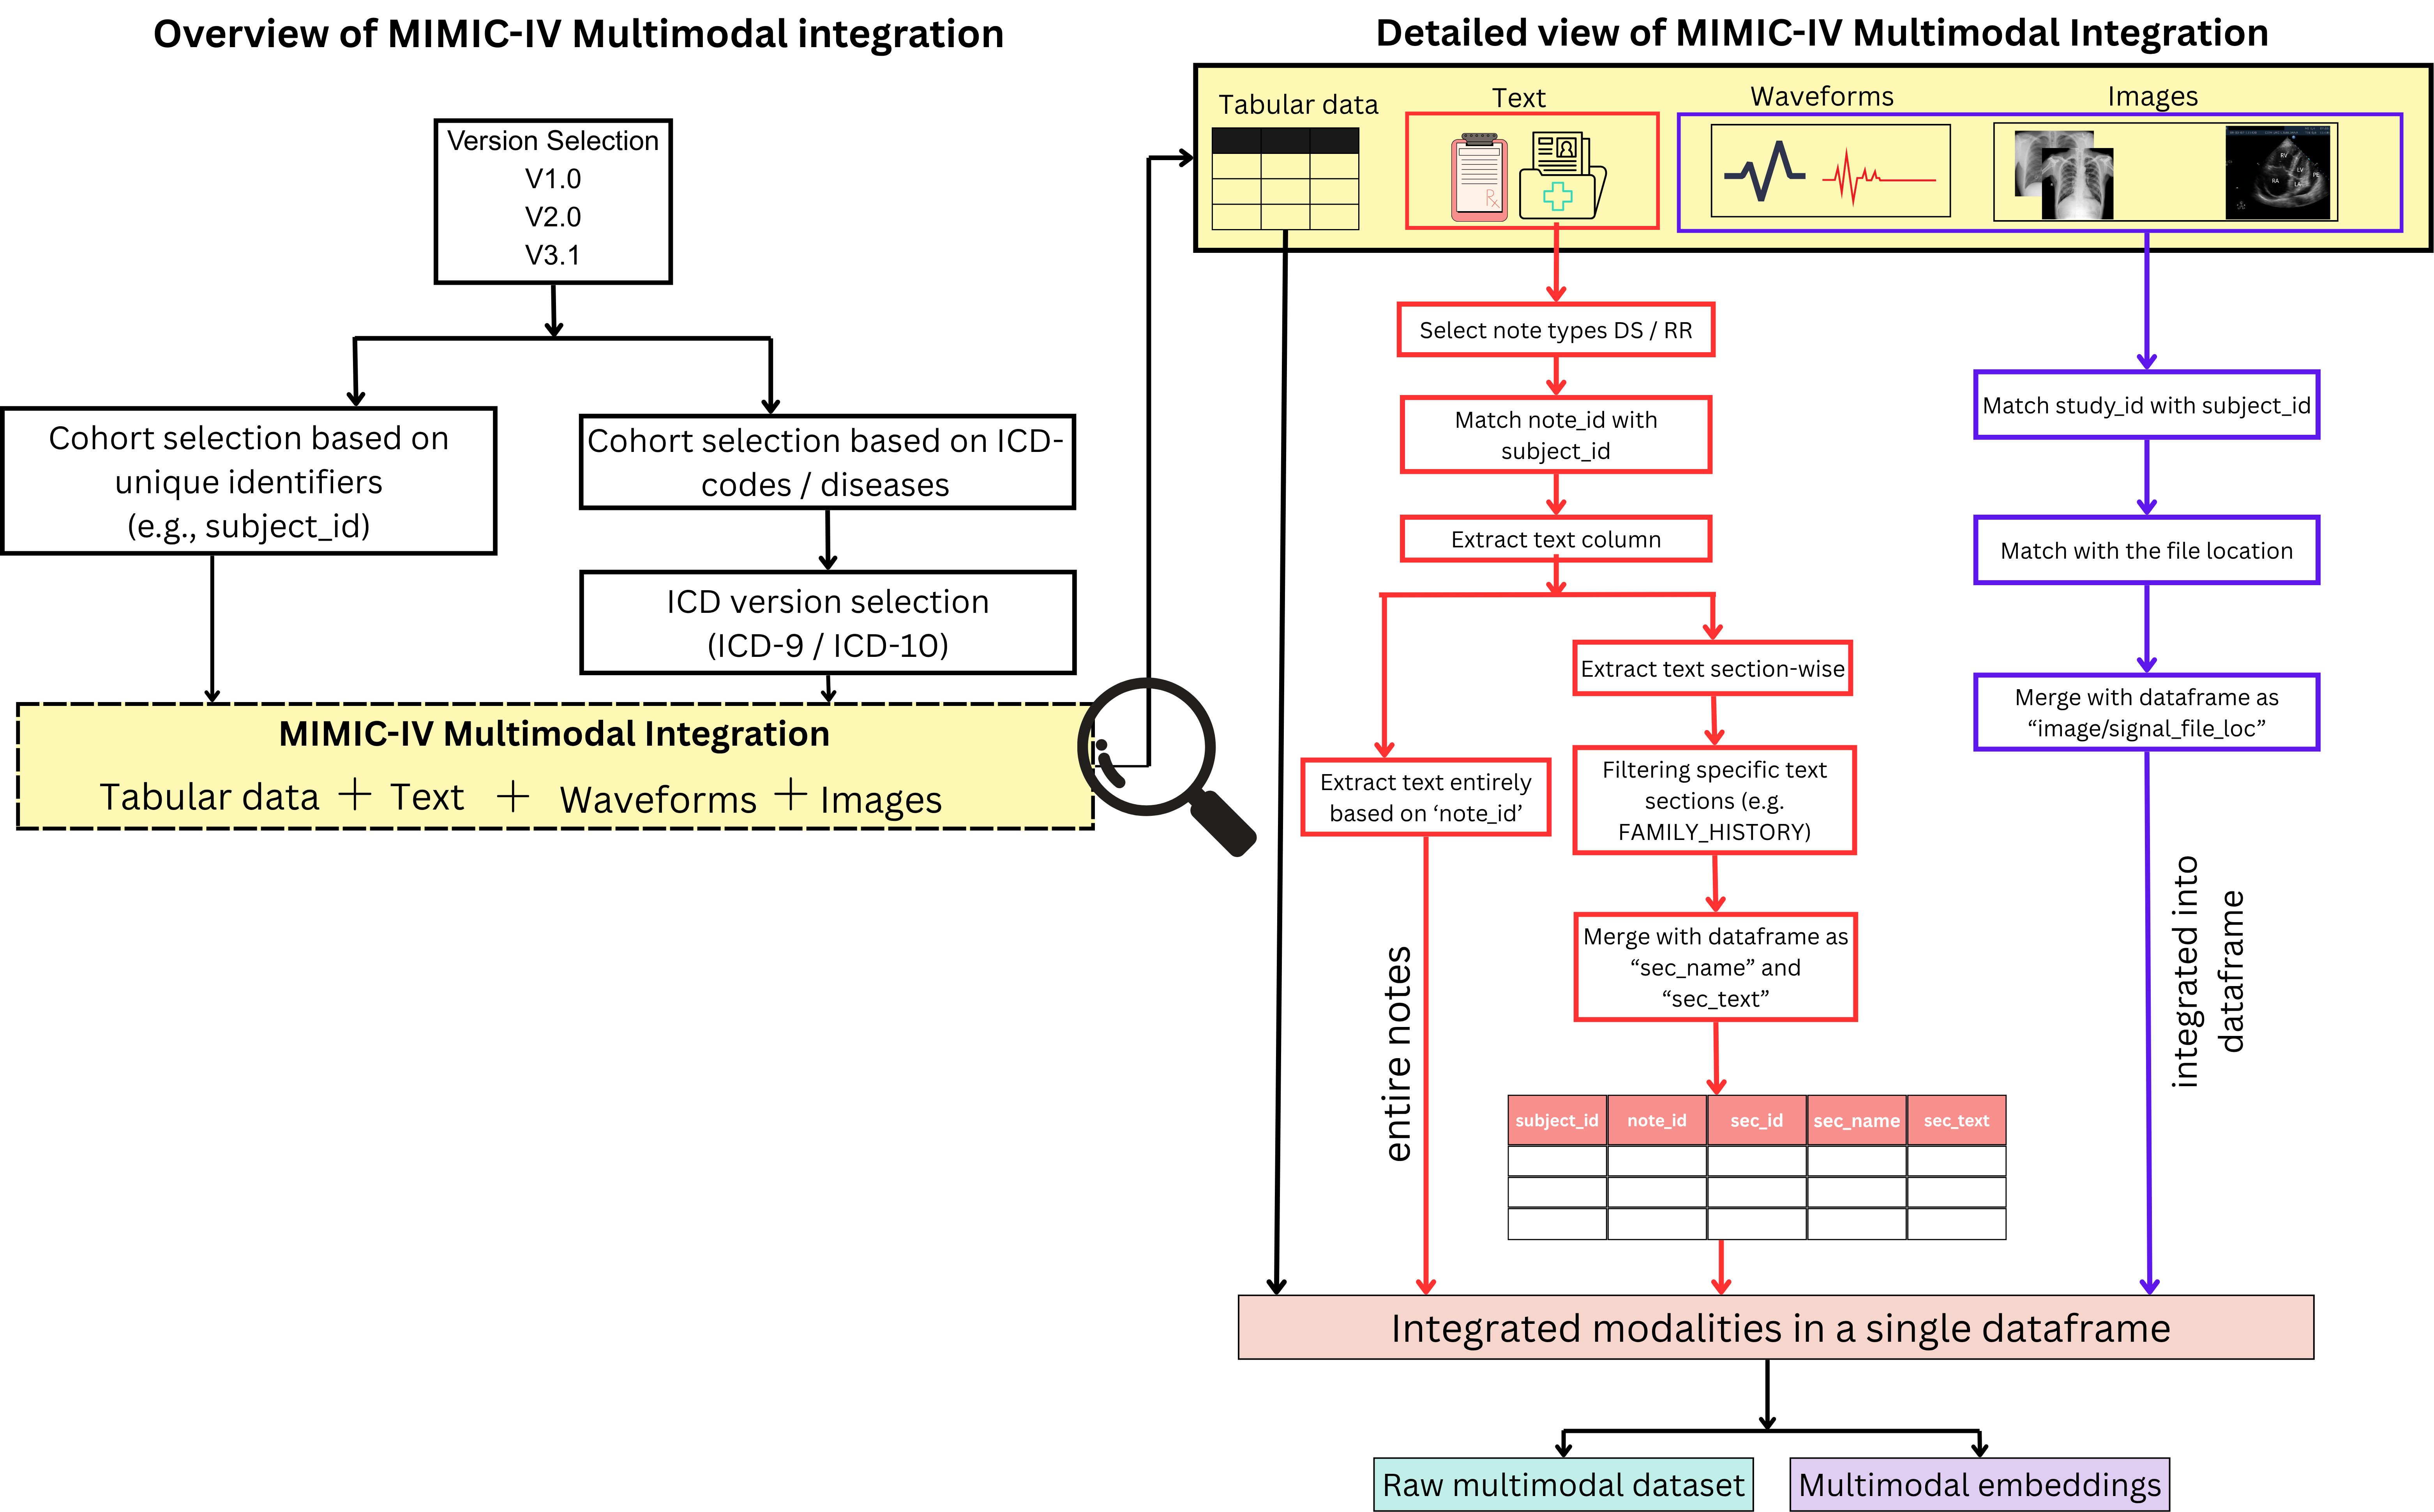 Overview of MIMIC-IV Multimodal integration
Version Selection
V1.0
V2.0
V3.1
Cohort selection based on
unique identifiers
(e.g., subject_id)
Cohort selection based on ICD-
codes / diseases
ICD version selection
(ICD-9 / ICD-10)
MIMIC-IV Multimodal Integration
Tabular data + Text + Waveforms + Images
Detailed view of MIMIC-IV Multimodal Integration
Tabular data
Text
Waveforms
Images
Rx
RV
LV
RA
LA
Select note types DS / RR
Match note_id with
subject_id
Extract text column
Extract text entirely
based on ‘note_id’
entire notes
Extract text section-wise
Filtering specific text
sections (e.g.
FAMILY_HISTORY)
Merge with dataframe as
“sec_name” and
“sec_text”
subject_id note_id sec_id sec_name sec_text
Match study_id with subject_id
Match with the file location
Merge with dataframe as
“image/signal_file_loc”
integrated into
dataframe
Integrated modalities in a single dataframe
Raw multimodal dataset
Multimodal embeddings